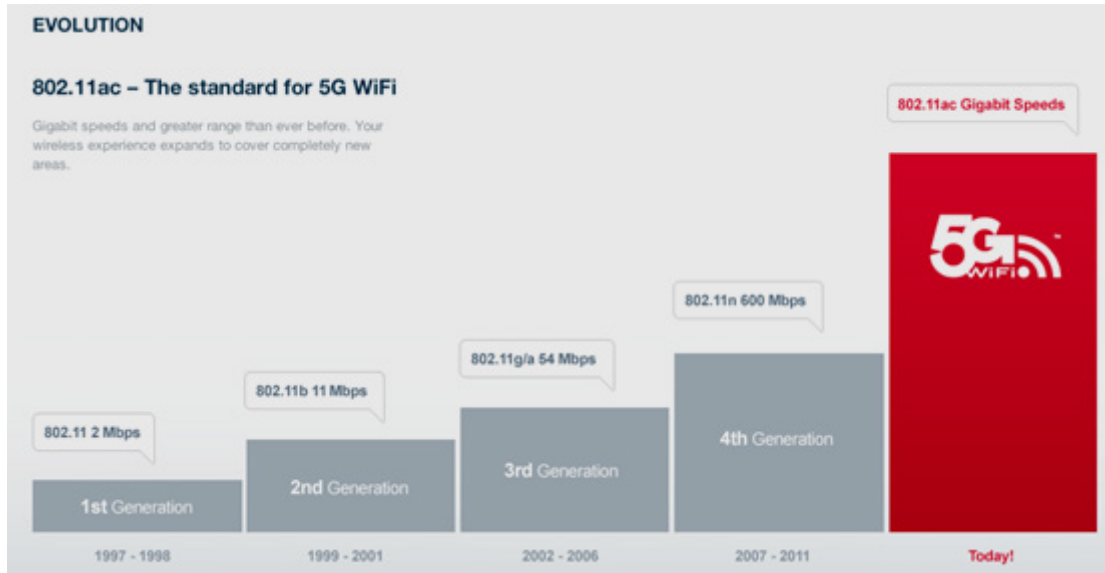 EVOLUTION
802.11ac – The standard for 5G WiFi
Gigabit speeds and greater range than ever before. Your
wireless experience expands to cover completely new
areas.
802.11ac Gigabit Speeds
5G
WiFi
™
802.11n 600 Mbps
802.11g/a 54 Mbps
802.11b 11 Mbps
802.11 2 Mbps
1st Generation
2nd Generation
3rd Generation
4th Generation
1997 - 1998
1999 - 2001
2002 - 2006
2007 - 2011
Today!